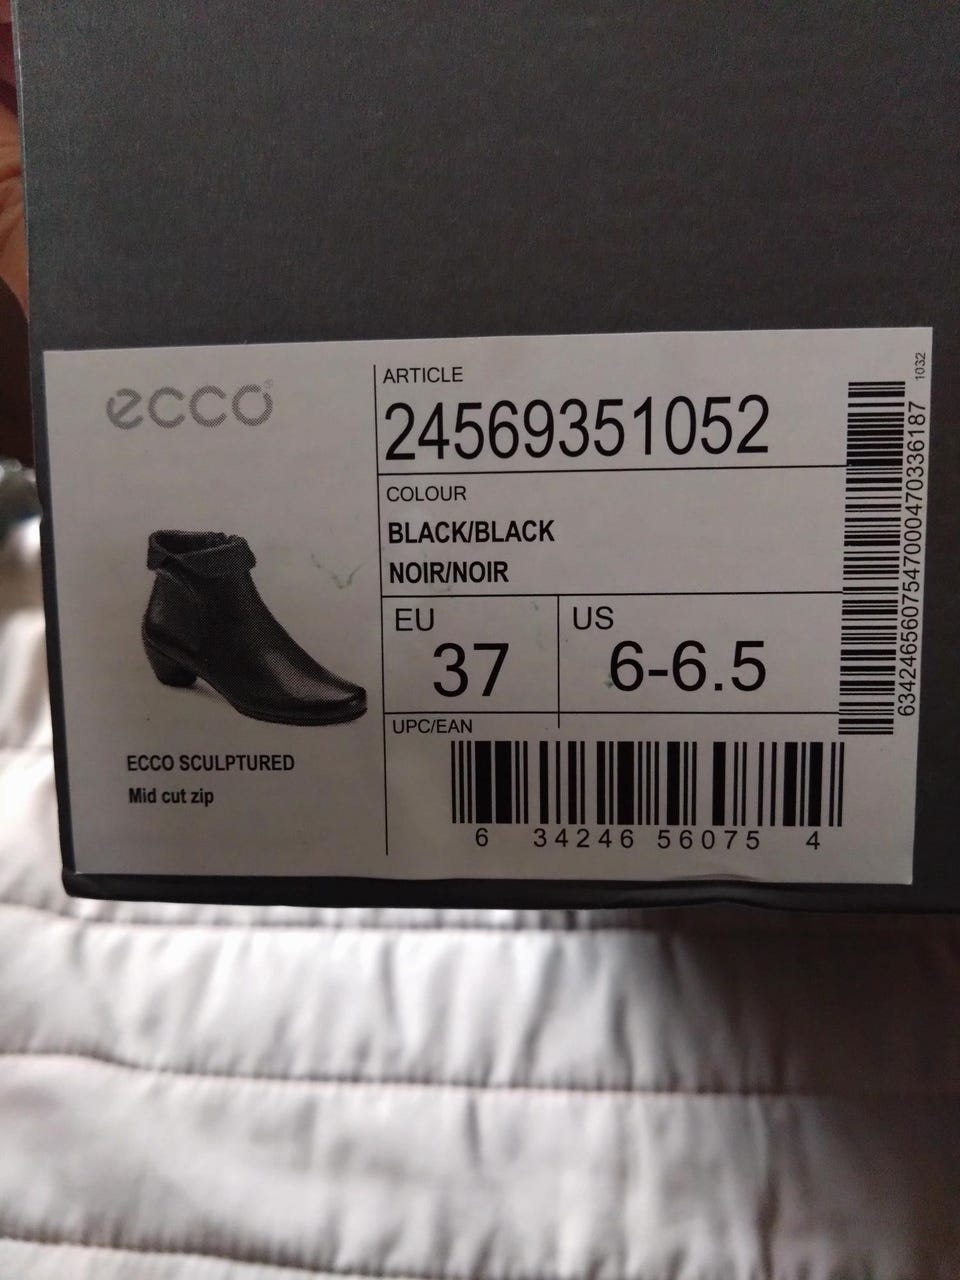 ecco
ARTICLE
24569351052
COLOUR
BLACK/BLACK
NOIR/NOIR
EU
37
US
6-6.5
UPC/EAN
6 34246 56075 4
ECCO SCULPTURED
Mid cut zip
6342465607547000470336187
1032